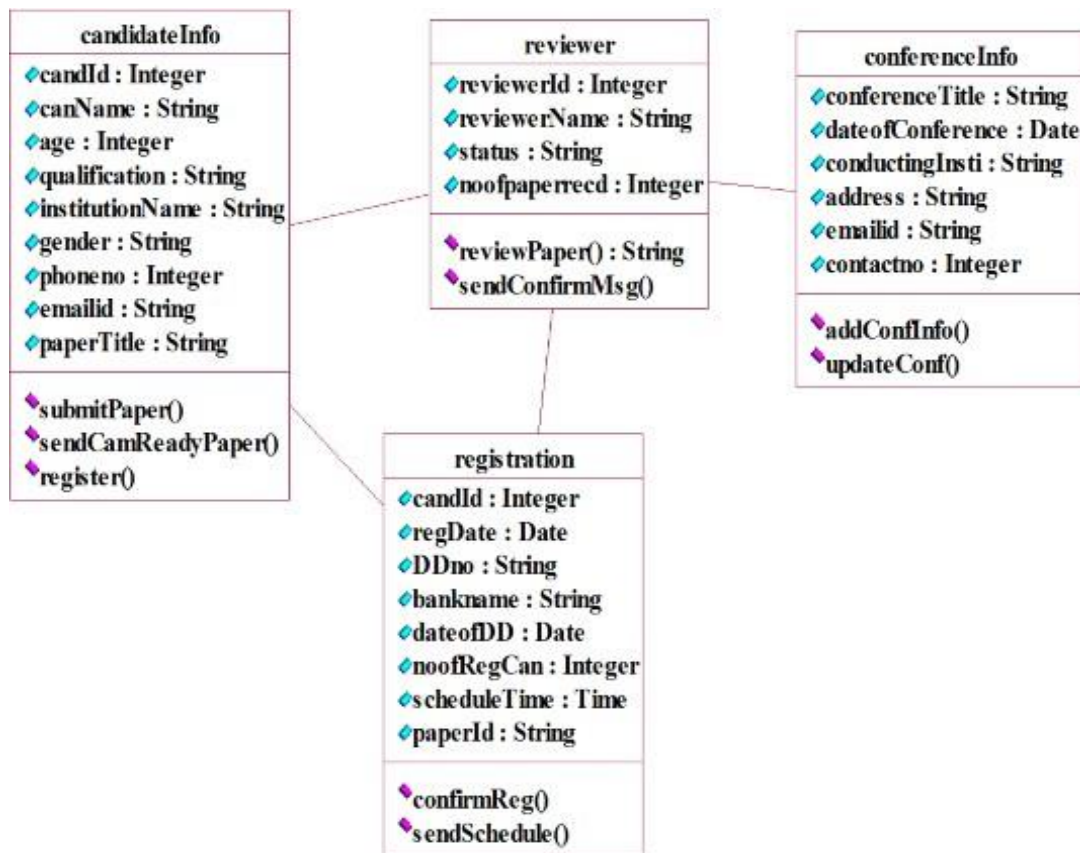 candidateInfo
candId : Integer
canName : String
age : Integer
qualification : String
institutionName : String
gender : String
phoneno : Integer
emailid : String
paperTitle : String
submitPaper()
sendCamReadyPaper()
register()
reviewer
reviewerId : Integer
reviewerName : String
status : String
noofpaperrecd : Integer
reviewPaper() : String
sendConfirmMsg()
conferenceInfo
conferenceTitle : String
dateofConference : Date
conductingInsti : String
address : String
emailid : String
contactno : Integer
addConfInfo()
updateConf()
registration
candId : Integer
regDate : Date
DDno : String
bankname : String
dateofDD : Date
noofRegCan : Integer
scheduleTime : Time
paperId : String
confirmReg()
sendSchedule()